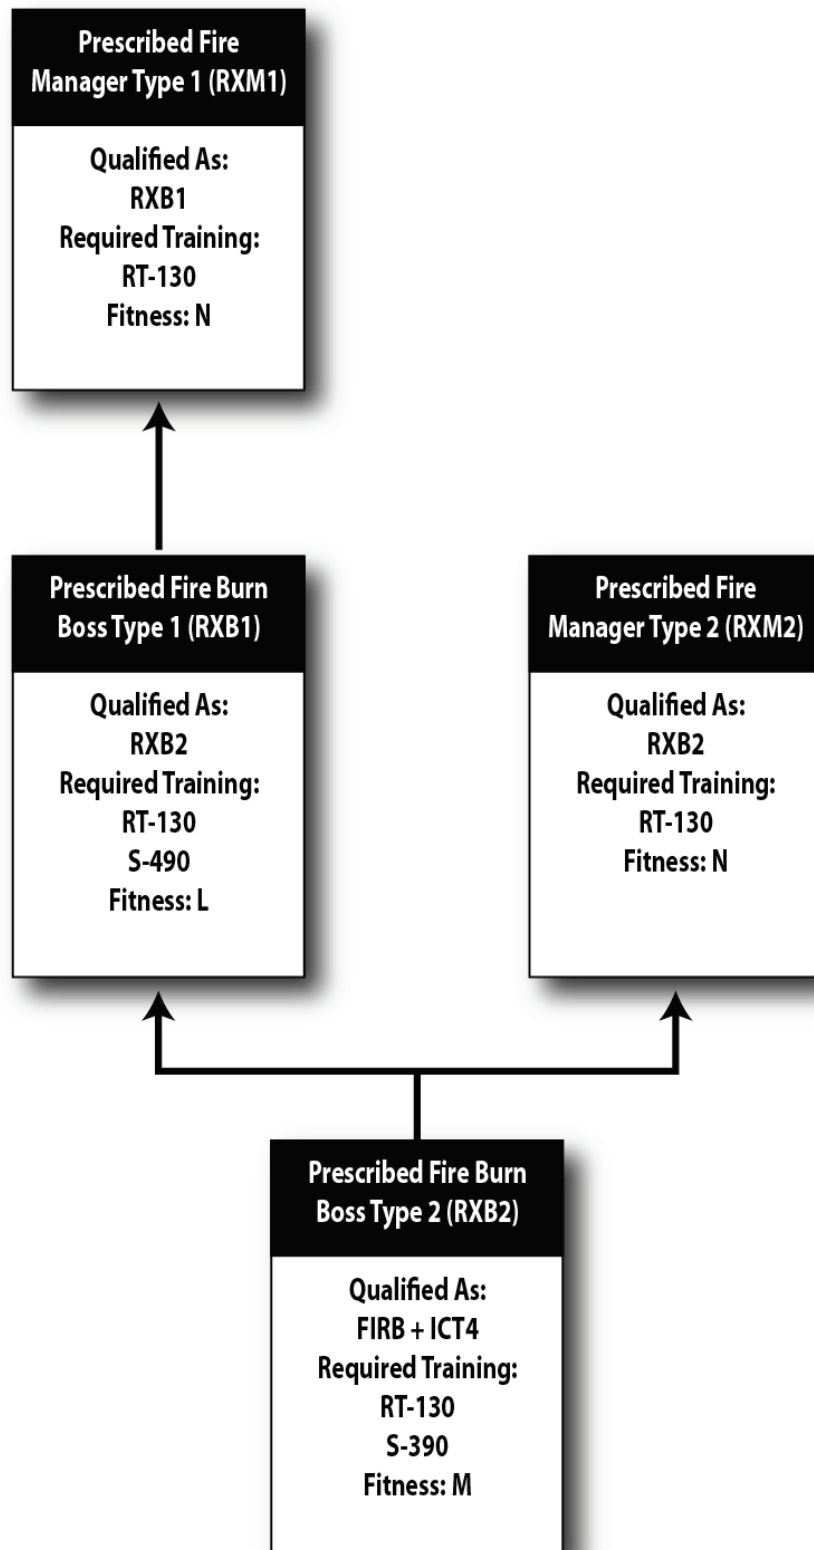 Prescribed Fire
Manager Type 1 (RXM1)
Qualified As:
RXB1
Required Training:
RT-130
Fitness: N
Prescribed Fire Burn
Boss Type 1 (RXB1)
Qualified As:
RXB2
Required Training:
RT-130
S-490
Fitness: L
Prescribed Fire
Manager Type 2 (RXM2)
Qualified As:
RXB2
Required Training:
RT-130
Fitness: N
Prescribed Fire Burn
Boss Type 2 (RXB2)
Qualified As:
FIRB + ICT4
Required Training:
RT-130
S-390
Fitness: M